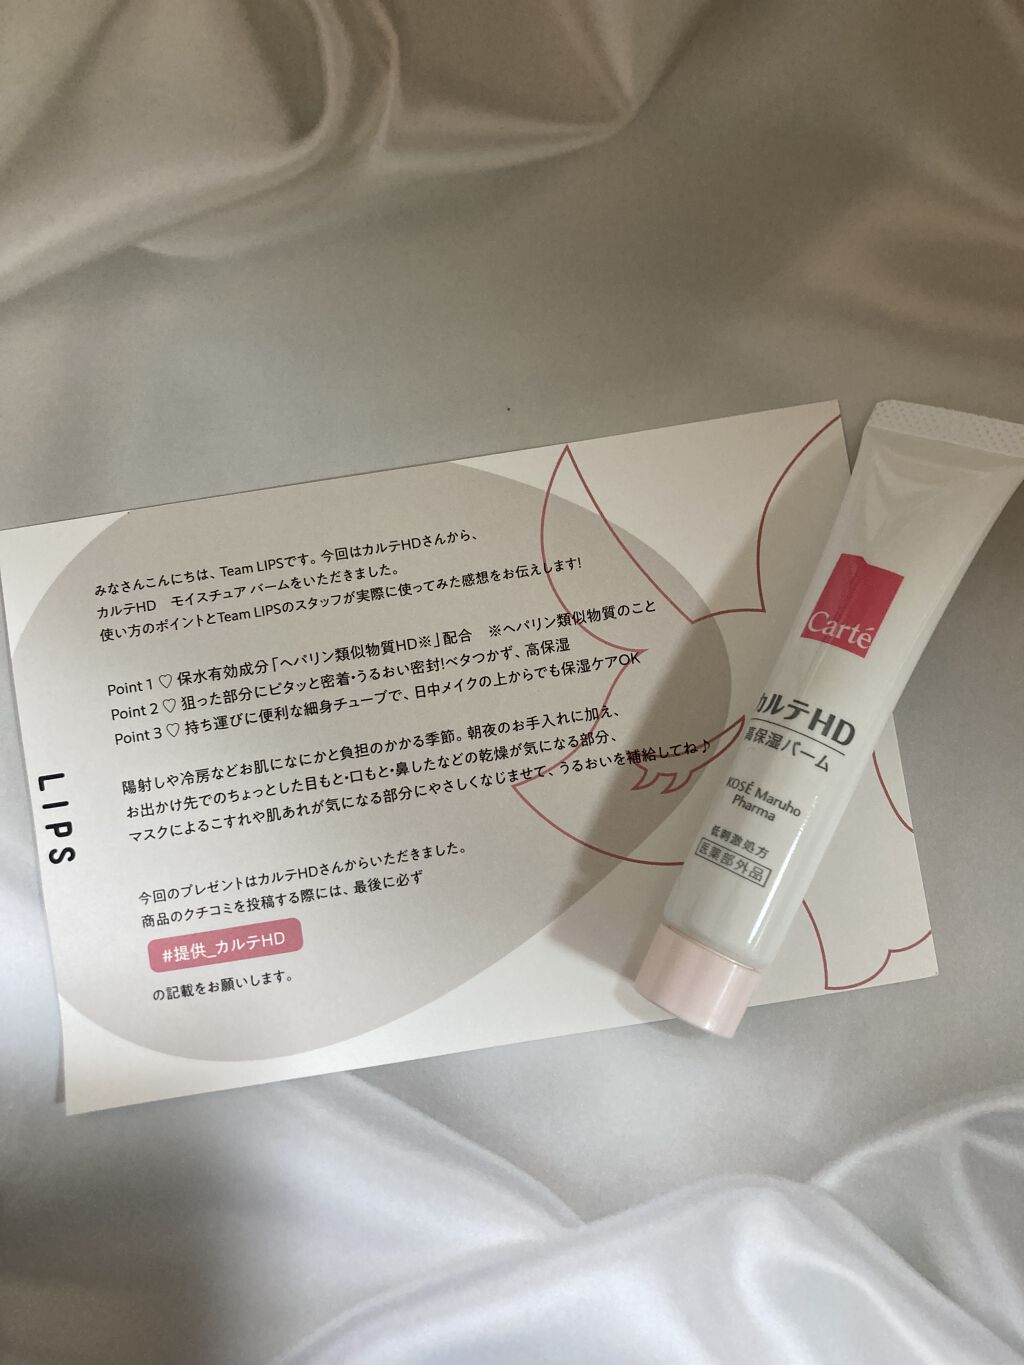 みなさんこんにちは、Team LIPSです。今回はカルテHDさんから、
カルテHD　モイスチュア バームをいただきました。
使い方のポイントとTeam LIPSのスタッフが実際に使ってみた感想をお伝えします!
Point 1 ♡ 保水有効成分「ヘパリン類似物質HD※」配合　※ヘパリン類似物質のこと
Point 2 ♡ 狙った部分にピタッと密着・うるおい密封!ベタつかず、高保湿
Point 3 ♡ 持ち運びに便利な細身チューブで、日中メイクの上からでも保湿ケアOK
陽射しや冷房などお肌になにかと負担のかかる季節。朝夜のお手入れに加え、
お出かけ先でのちょっとした目もと・口もと・鼻したなどの乾燥が気になる部分、
マスクによるこすれや肌あれが気になる部分にやさしくなじませて、うるおいを補給してね♪
今回のプレゼントはカルテHDさんからいただきました。
商品のクチコミを投稿する際には、最後に必ず
#提供_カルテHD
の記載をお願いします。
LIPS
Carté
カルテHD
高保湿バーム
KOSÉ Maruho
Pharma
低刺激処方
医薬部外品